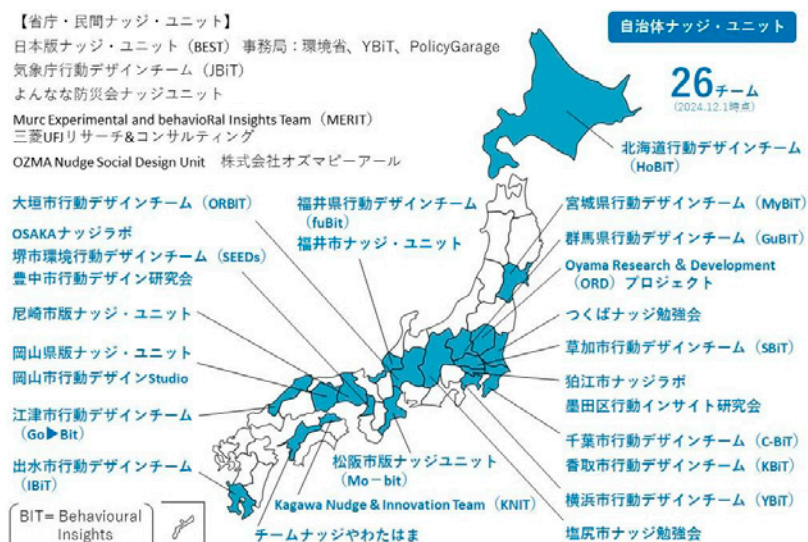 【省庁・民間ナッジ・ユニット】
日本版ナッジ・ユニット（BEST） 事務局：環境省、YBiT、PolicyGarage
気象庁行動デザインチーム（JBiT）
よんなな防災会ナッジユニット
Murc Experimental and behavioRal Insights Team（MERIT）
三菱UFJリサーチ&コンサルティング
OZMA Nudge Social Design Unit　株式会社オズマピーアール
自治体ナッジ・ユニット
26チーム
（2024.12.1時点）
北海道行動デザインチーム
（HoBiT）
大垣市行動デザインチーム（ORBIT）
OSAKAナッジラボ
堺市環境行動デザインチーム（SEEDs）
豊中市行動デザイン研究会
尼崎市版ナッジ・ユニット
岡山県版ナッジ・ユニット
岡山市行動デザインStudio
江津市行動デザインチーム
（Go▶Bit）
出水市行動デザインチーム
（IBiT）
BIT= Behavioural
Insights
福井県行動デザインチーム
（fuBit）
福井市ナッジ・ユニット
宮城県行動デザインチーム（MyBiT）
群馬県行動デザインチーム（GuBiT）
Oyama Research & Development
（ORD）プロジェクト
つくばナッジ勉強会
草加市行動デザインチーム（SBiT）
狛江市ナッジラボ
墨田区行動インサイト研究会
千葉市行動デザインチーム（C-BiT）
香取市行動デザインチーム（KBiT）
横浜市行動デザインチーム（YBiT）
塩尻市ナッジ勉強会
松阪市版ナッジユニット
（Mo－bit）
Kagawa Nudge & Innovation Team（KNIT）
チームナッジやわたはま